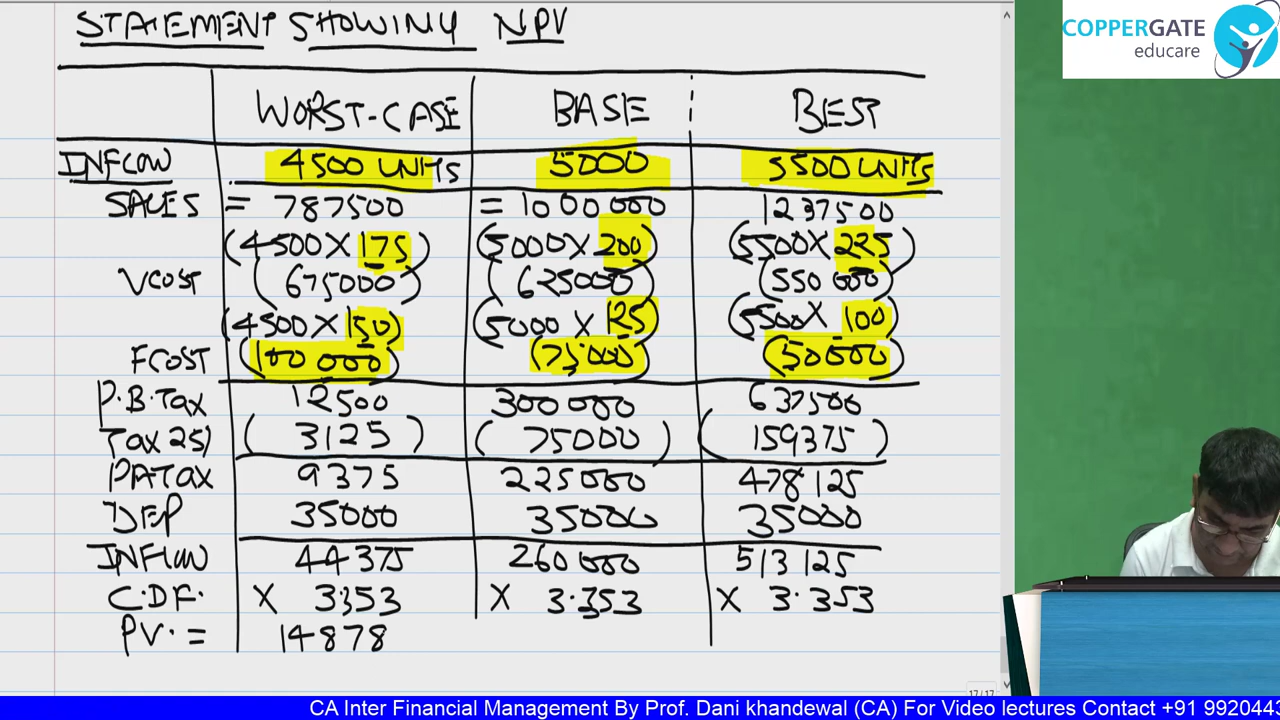 STATEMENT SHOWING NPV
COPPERGATE
educare
WORST-CASE BASE BEST
INFLOW 4500 UNITS 5000 5500 UNITS
SALES = 787500 = 1000000 1237500
(4500 X 175) (5000 X 200) (5500 X 225)
VCOST (675000) (625000) (550000)
(4500 X 150) (5000 X 125) (5500 X 100)
FCOST (100000) (75000) (50000)
P.B.TAX 12500 300000 637500
TAX 25% (3125) (75000) (159375)
PATAX 9375 225000 478125
DEP 35000 35000 35000
INFLOW 44375 260000 513125
C.D.F. X 3.353 X 3.353 X 3.353
PV. = 14878
17/17
CA Inter Financial Management By Prof. Dani khandewal (CA) For Video lectures Contact +91 9920443